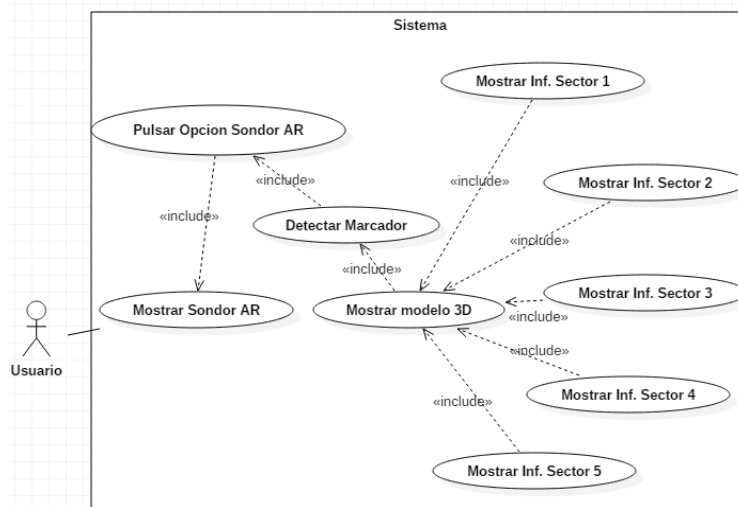 Sistema
Mostrar Inf. Sector 1
Pulsar Opcion Sondor AR
«include»
«include»
Mostrar Inf. Sector 2
«include»
Detectar Marcador
«include»
«include»
Mostrar Sondor AR
Mostrar modelo 3D
Mostrar Inf. Sector 3
«include»
Usuario
«include»
Mostrar Inf. Sector 4
«include»
Mostrar Inf. Sector 5